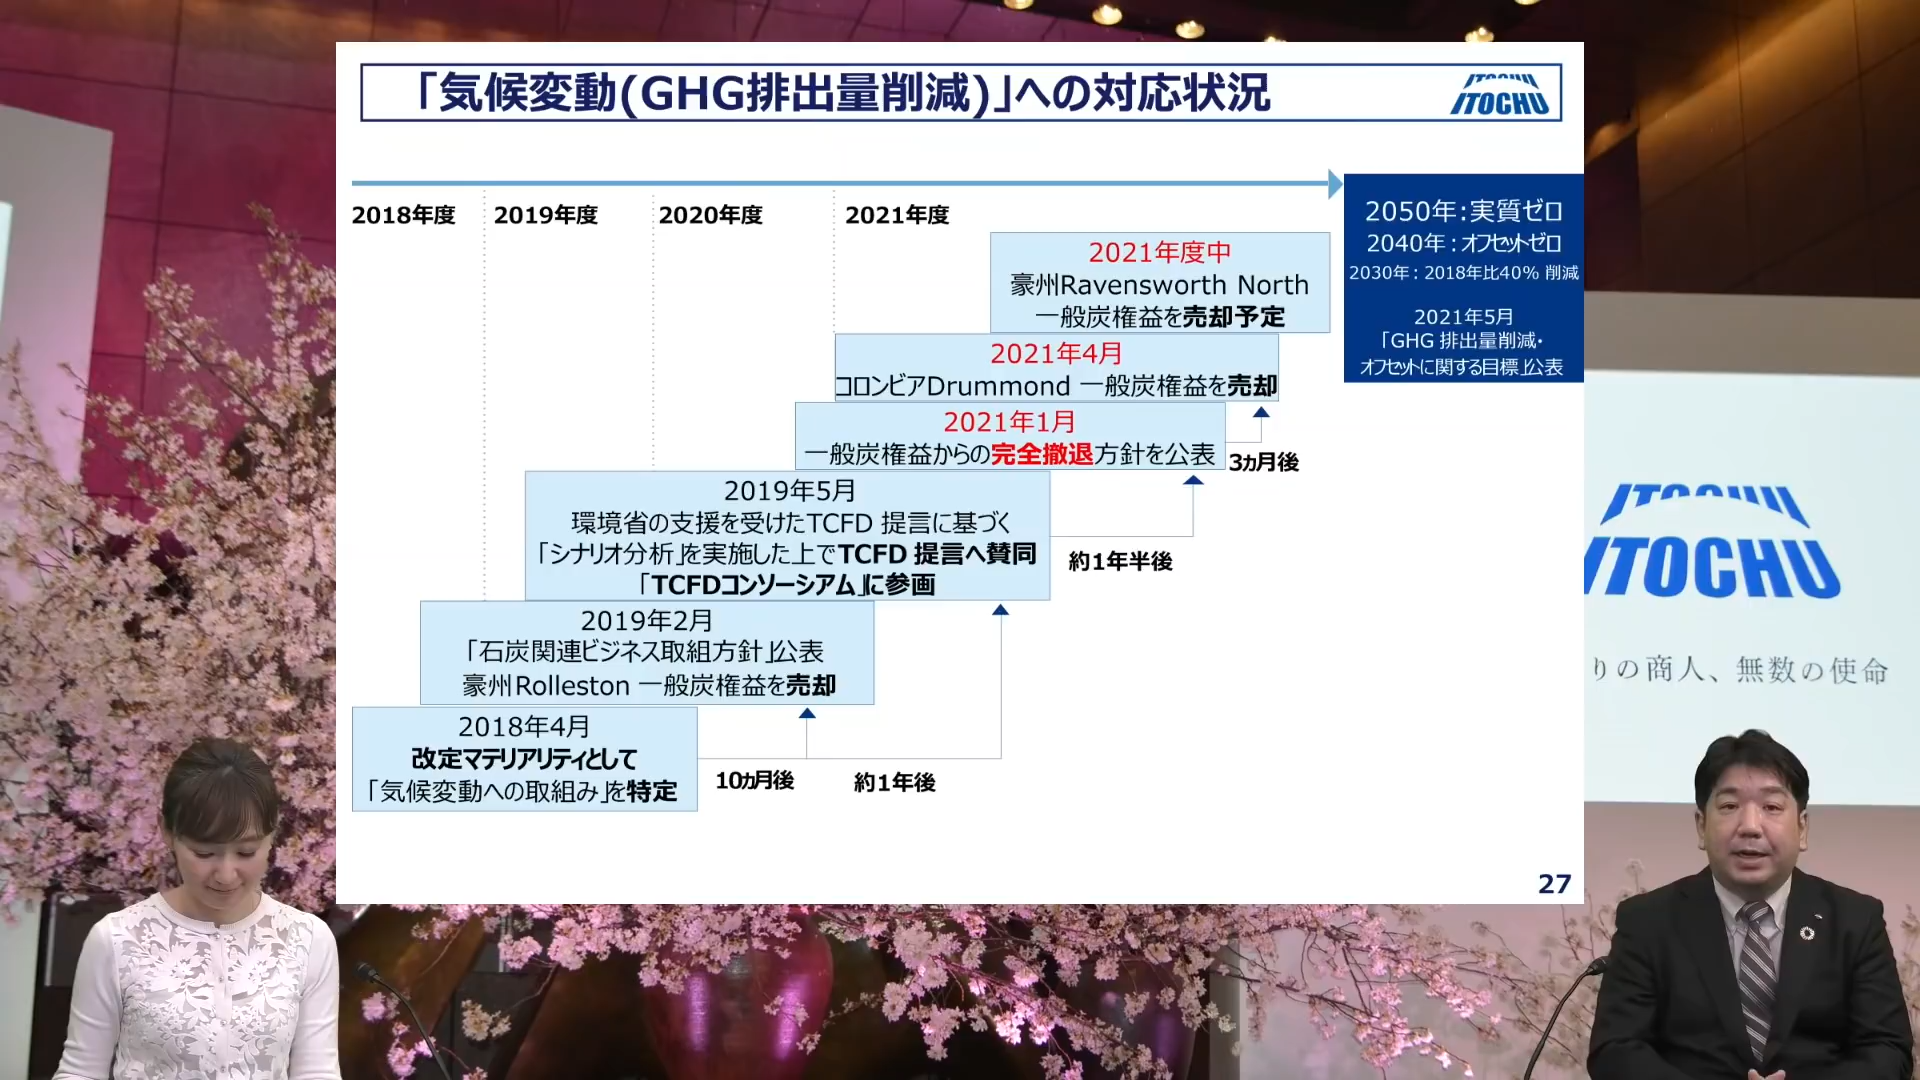 「気候変動(GHG排出量削減)」への対応状況
ITOCHU
ITOCHU
2018年度
2019年度
2020年度
2021年度
2050年：実質ゼロ
2040年：オフセットゼロ
2030年：2018年比40% 削減
2021年5月
「GHG 排出量削減・
オフセットに関する目標」公表
2021年度中
豪州Ravensworth North
一般炭権益を売却予定
2021年4月
コロンビアDrummond 一般炭権益を売却
2021年1月
一般炭権益からの完全撤退方針を公表
3ヵ月後
2019年5月
環境省の支援を受けたTCFD 提言に基づく
「シナリオ分析」を実施した上でTCFD 提言へ賛同
「TCFDコンソーシアム」に参画
約1年半後
2019年2月
「石炭関連ビジネス取組方針」公表
豪州Rolleston 一般炭権益を売却
2018年4月
改定マテリアリティとして
「気候変動への取組み」を特定
10ヵ月後
約1年後
27
ITOCHU
ITOCHU
りの商人、無数の使命